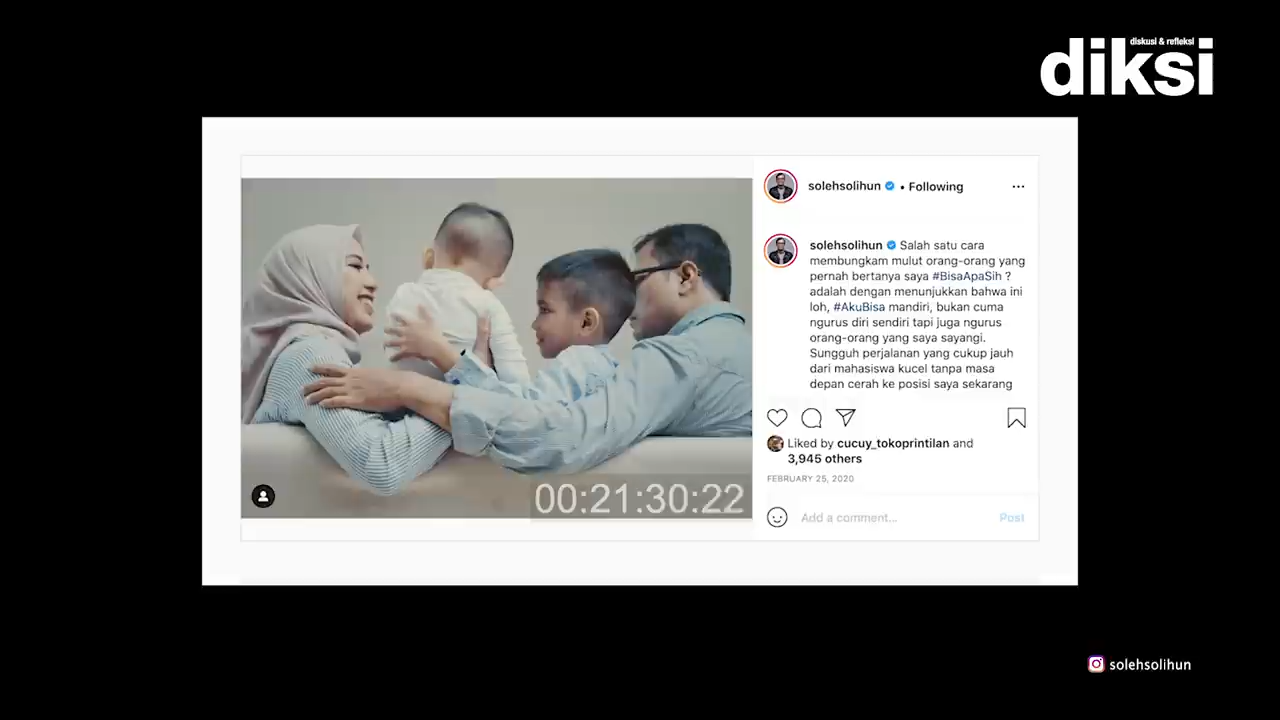 diskusi & refleksi
diksi
solehsolihun • Following
solehsolihun Salah satu cara
membungkam mulut orang-orang yang
pernah bertanya saya #BisaApaSih ?
adalah dengan menunjukkan bahwa ini
loh, #AkuBisa mandiri, bukan cuma
ngurus diri sendiri tapi juga ngurus
orang-orang yang saya sayangi.
Sungguh perjalanan yang cukup jauh
dari mahasiswa kucel tanpa masa
depan cerah ke posisi saya sekarang
Liked by cucuy_tokoprintilan and
3,945 others
FEBRUARY 25, 2020
Add a comment... Post
00:21:30:22
solehsolihun